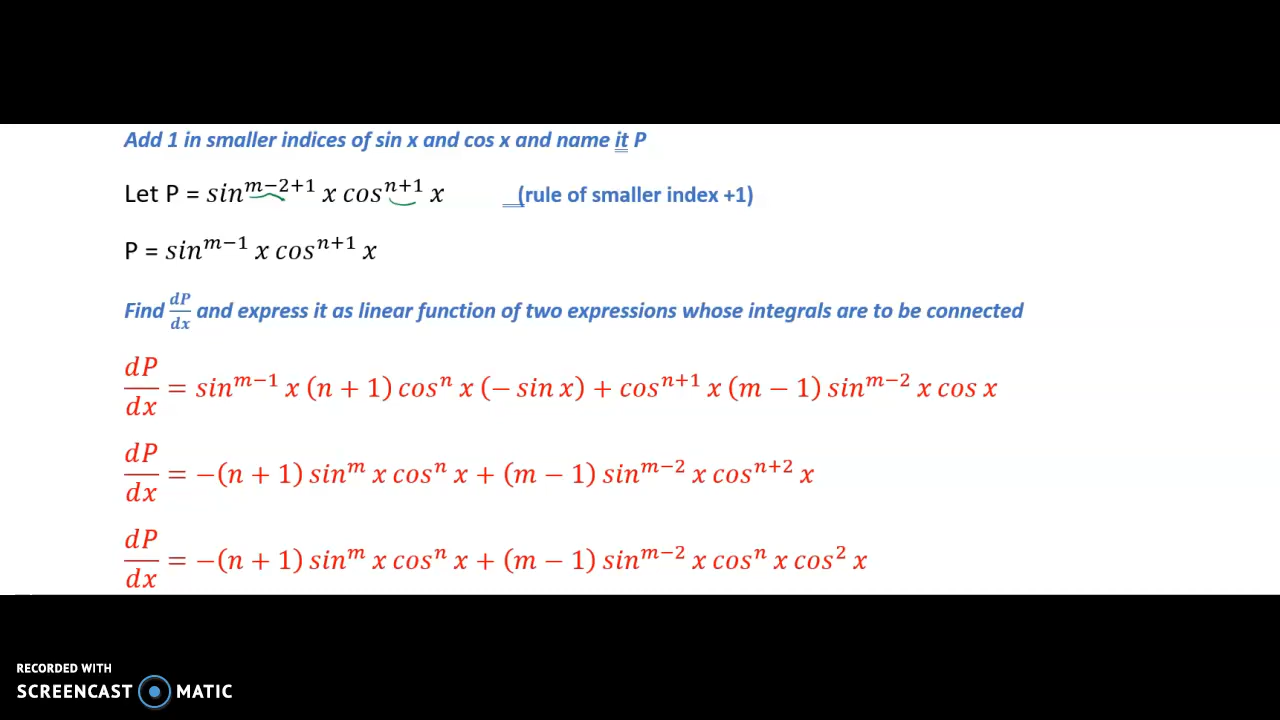 Add 1 in smaller indices of sin x and cos x and name it P
Let P = sin^{m−2+1} x cos^{n+1} x (rule of smaller index +1)
P = sin^{m−1} x cos^{n+1} x
Find dP/dx and express it as linear function of two expressions whose integrals are to be connected
dP/dx = sin^{m−1} x (n + 1) cos^n x (− sin x) + cos^{n+1} x (m − 1) sin^{m−2} x cos x
dP/dx = −(n + 1) sin^m x cos^n x + (m − 1) sin^{m−2} x cos^{n+2} x
dP/dx = −(n + 1) sin^m x cos^n x + (m − 1) sin^{m−2} x cos^n x cos^2 x
RECORDED WITH
SCREENCAST MATIC